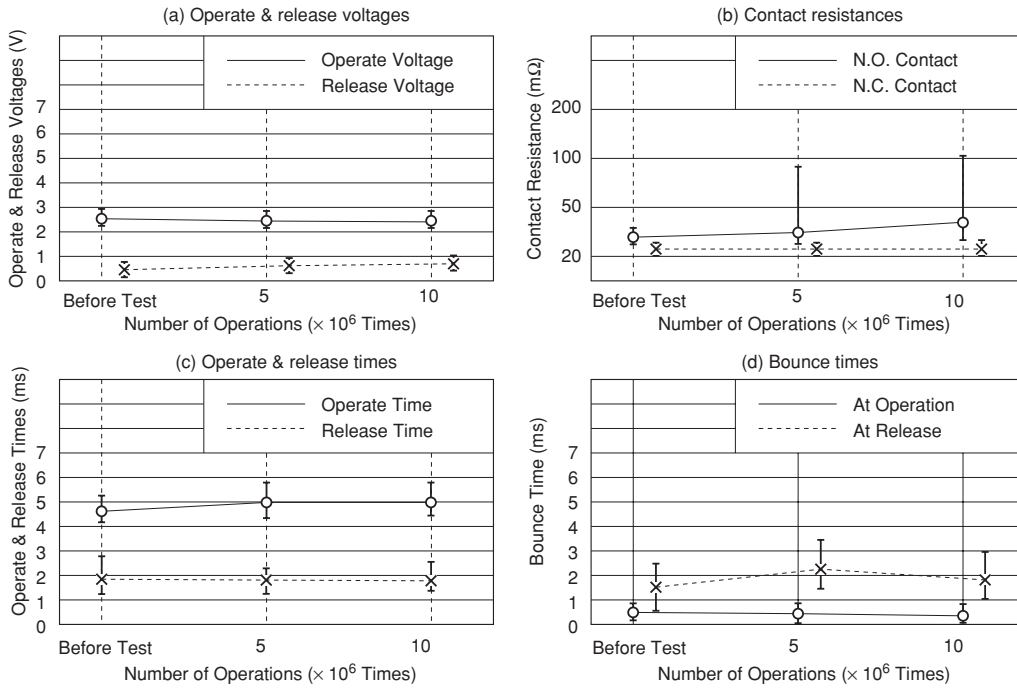 (a) Operate & release voltages
Operate & Release Voltages (V)
Operate Voltage
Release Voltage
7
6
5
4
3
2
1
0
Before Test
5
10
Number of Operations (× 10⁶ Times)
(b) Contact resistances
Contact Resistance (mΩ)
N.O. Contact
N.C. Contact
200
100
50
20
Before Test
5
10
Number of Operations (× 10⁶ Times)
(c) Operate & release times
Operate & Release Times (ms)
Operate Time
Release Time
7
6
5
4
3
2
1
0
Before Test
5
10
Number of Operations (× 10⁶ Times)
(d) Bounce times
Bounce Time (ms)
At Operation
At Release
7
6
5
4
3
2
1
0
Before Test
5
10
Number of Operations (× 10⁶ Times)